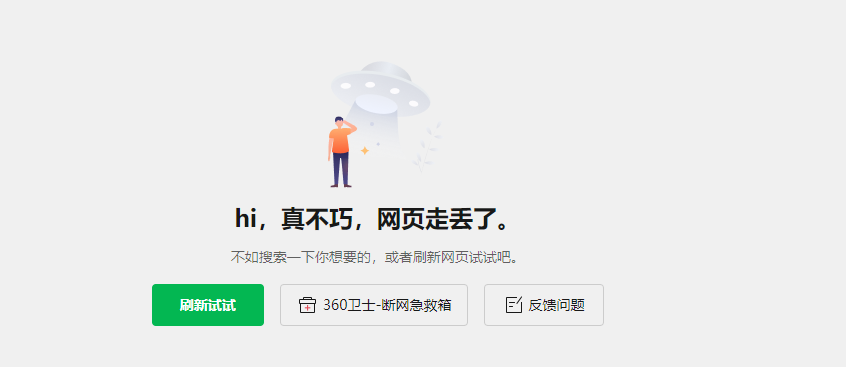 hi，真不巧，网页走丢了。
不如搜索一下你想要的，或者刷新网页试试吧。
刷新试试 360卫士-断网急救箱 反馈问题